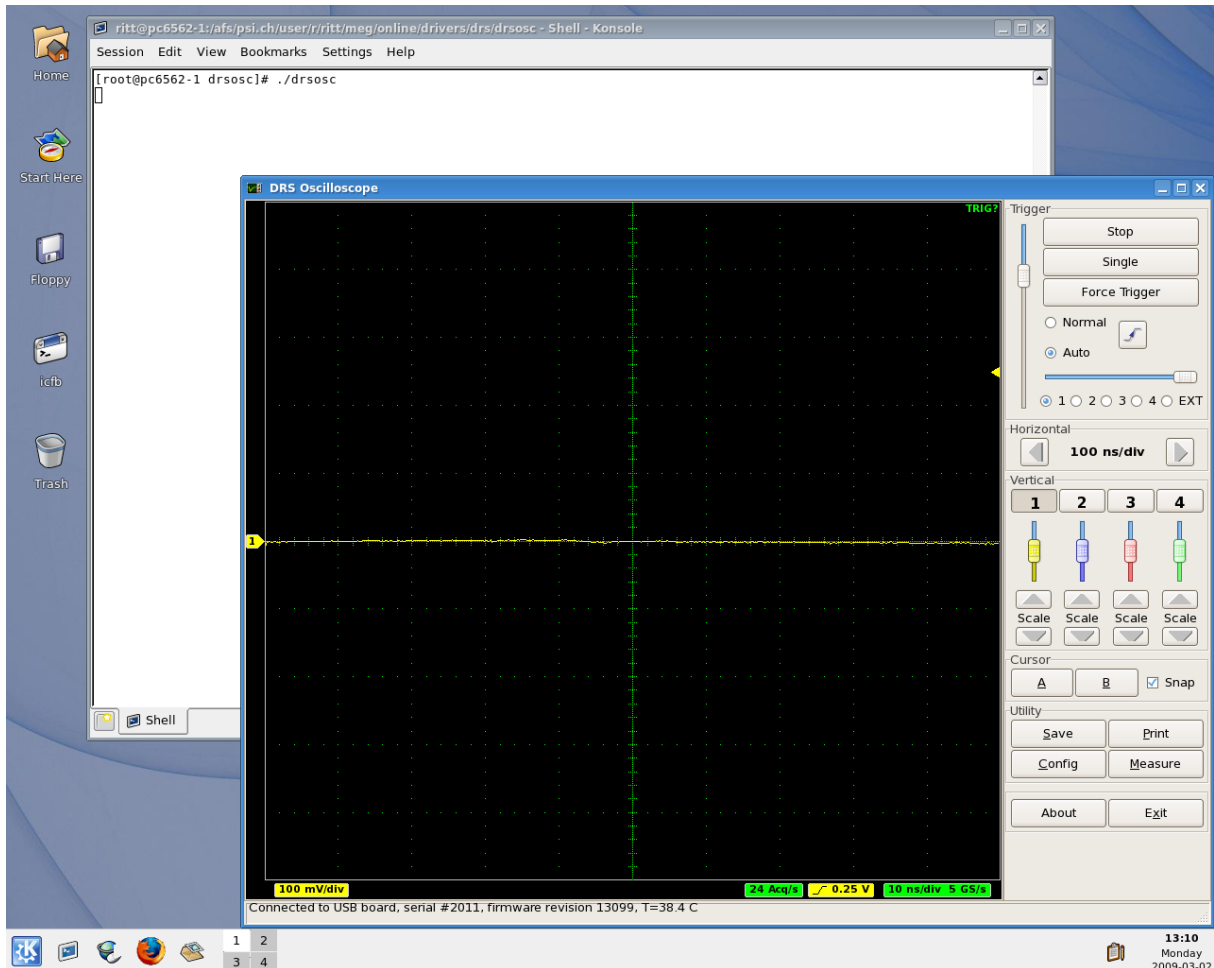 ritt@pc6562-1:/afs/psi.ch/user/r/ritt/meg/online/drivers/drs/drsosc - Shell - Konsole
Session Edit View Bookmarks Settings Help
[root@pc6562-1 drsosc]# ./drsosc
Home
Start Here
Floppy
icfb
Trash
Shell
DRS Oscilloscope
TRIG?
1
100 mV/div
24 Acq/s
0.25 V
10 ns/div 5 GS/s
Trigger
Stop
Single
Force Trigger
Normal
Auto
1 2 3 4 EXT
Horizontal
100 ns/div
Vertical
1 2 3 4
Scale Scale Scale Scale
Cursor
A B Snap
Utility
Save Print
Config Measure
About Exit
Connected to USB board, serial #2011, firmware revision 13099, T=38.4 C
1 2
3 4
13:10
Monday
2009-03-02